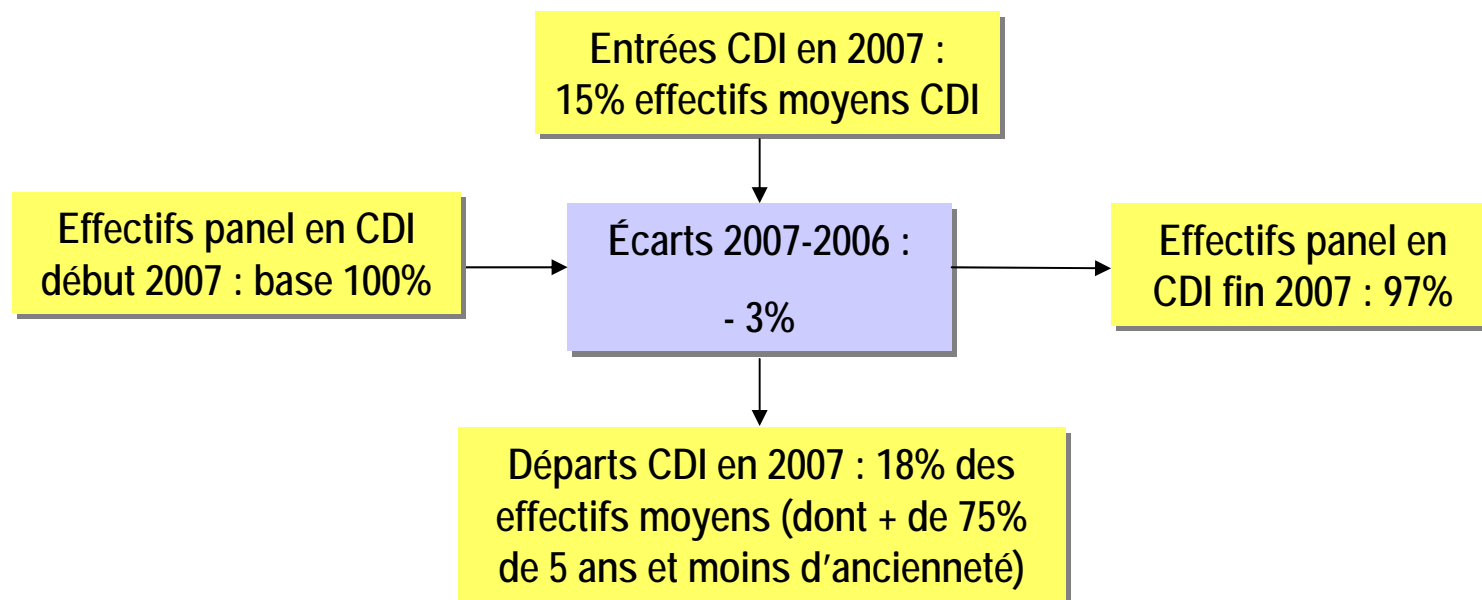 Entrées CDI en 2007 :
15% effectifs moyens CDI
Effectifs panel en CDI
début 2007 : base 100%
Écarts 2007-2006 :
- 3%
Effectifs panel en
CDI fin 2007 : 97%
Départs CDI en 2007 : 18% des
effectifs moyens (dont + de 75%
de 5 ans et moins d’ancienneté)